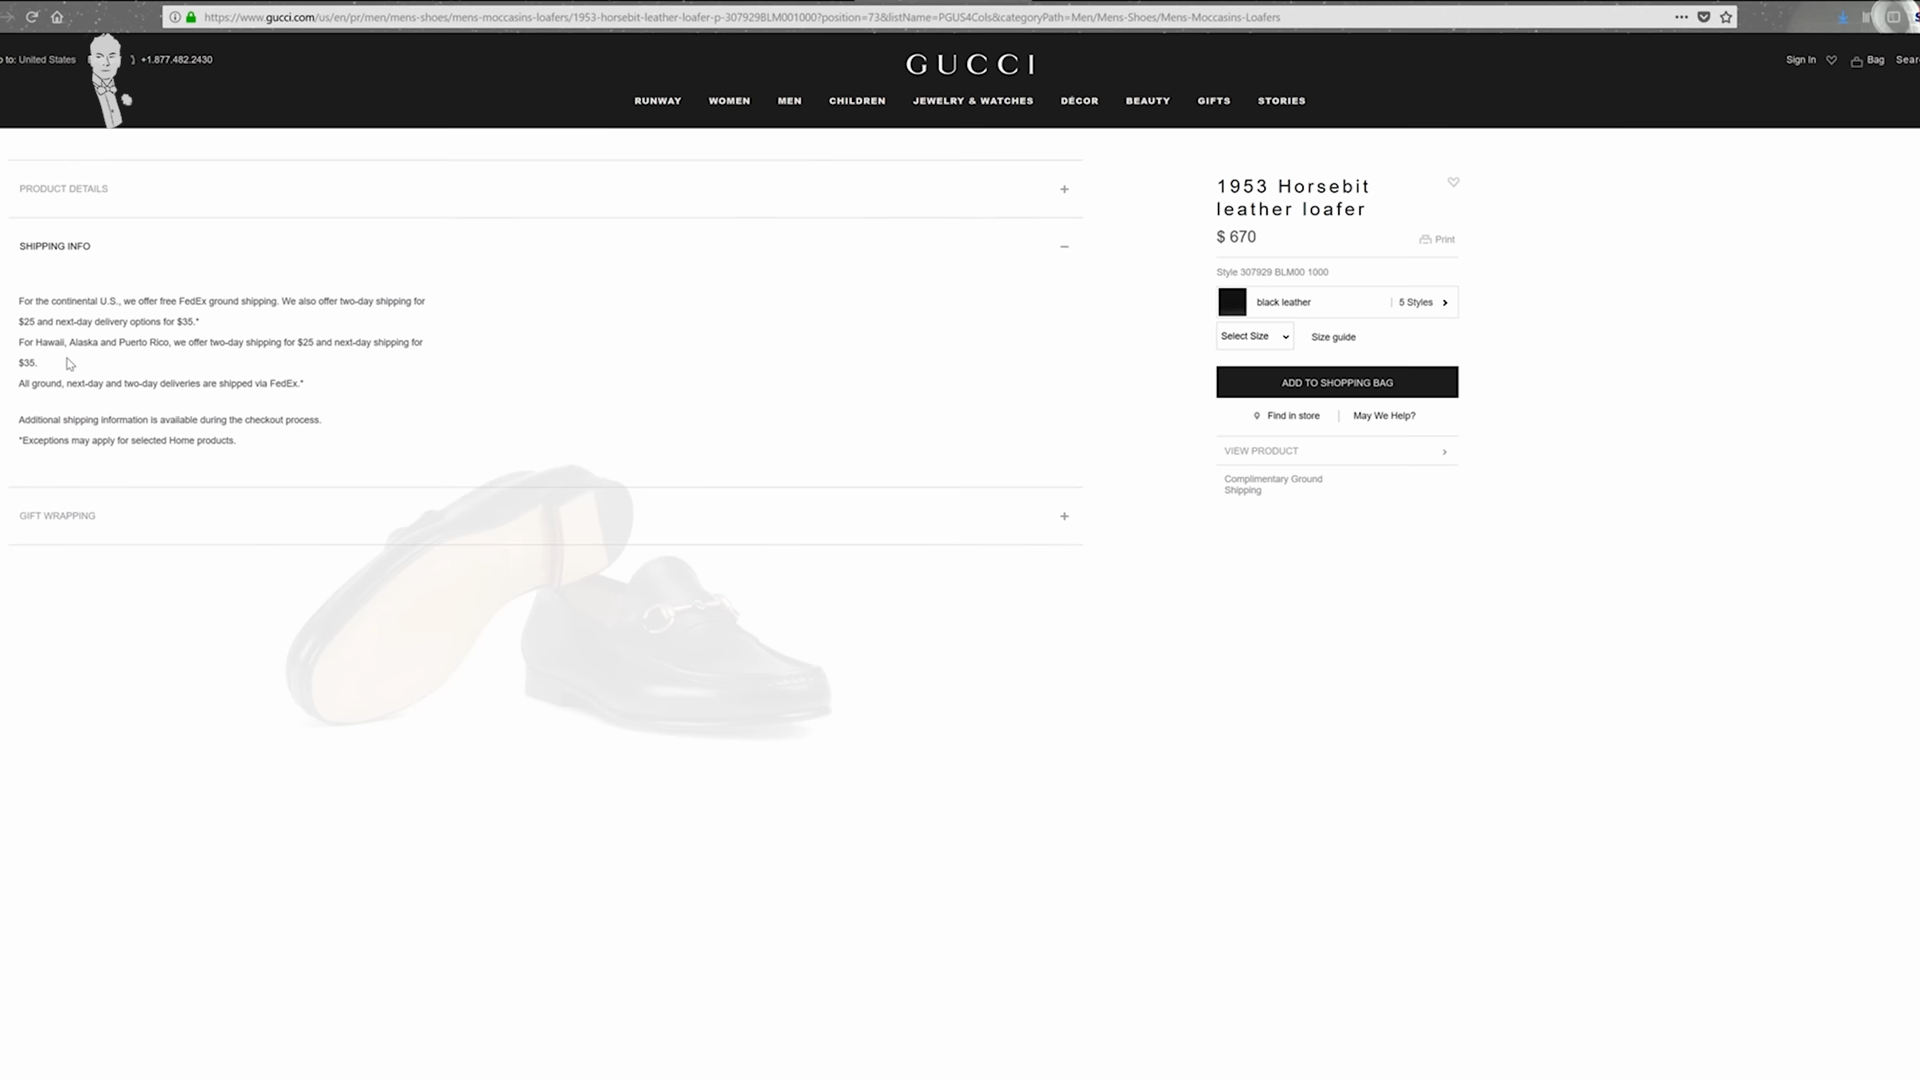 https://www.gucci.com/us/en/pr/men/mens-shoes/mens-moccasins-loafers/1953-horsebit-leather-loafer-p-307929BLM001000?position=73&listName=PGUS4Cols&categoryPath=Men/Mens-Shoes/Mens-Moccasins-Loafers
to: United States
+1.877.482.2430
GUCCI
Sign In
Bag
RUNWAY WOMEN MEN CHILDREN JEWELRY & WATCHES DÉCOR BEAUTY GIFTS STORIES
PRODUCT DETAILS
SHIPPING INFO
For the continental U.S., we offer free FedEx ground shipping. We also offer two-day shipping for
$25 and next-day delivery options for $35.*
For Hawaii, Alaska and Puerto Rico, we offer two-day shipping for $25 and next-day shipping for
$35.
All ground, next-day and two-day deliveries are shipped via FedEx.*
Additional shipping information is available during the checkout process.
*Exceptions may apply for selected Home products.
GIFT WRAPPING
1953 Horsebit
leather loafer
$ 670
Print
Style 307929 BLM00 1000
black leather | 5 Styles
Select Size
Size guide
ADD TO SHOPPING BAG
Find in store | May We Help?
VIEW PRODUCT
Complimentary Ground
Shipping